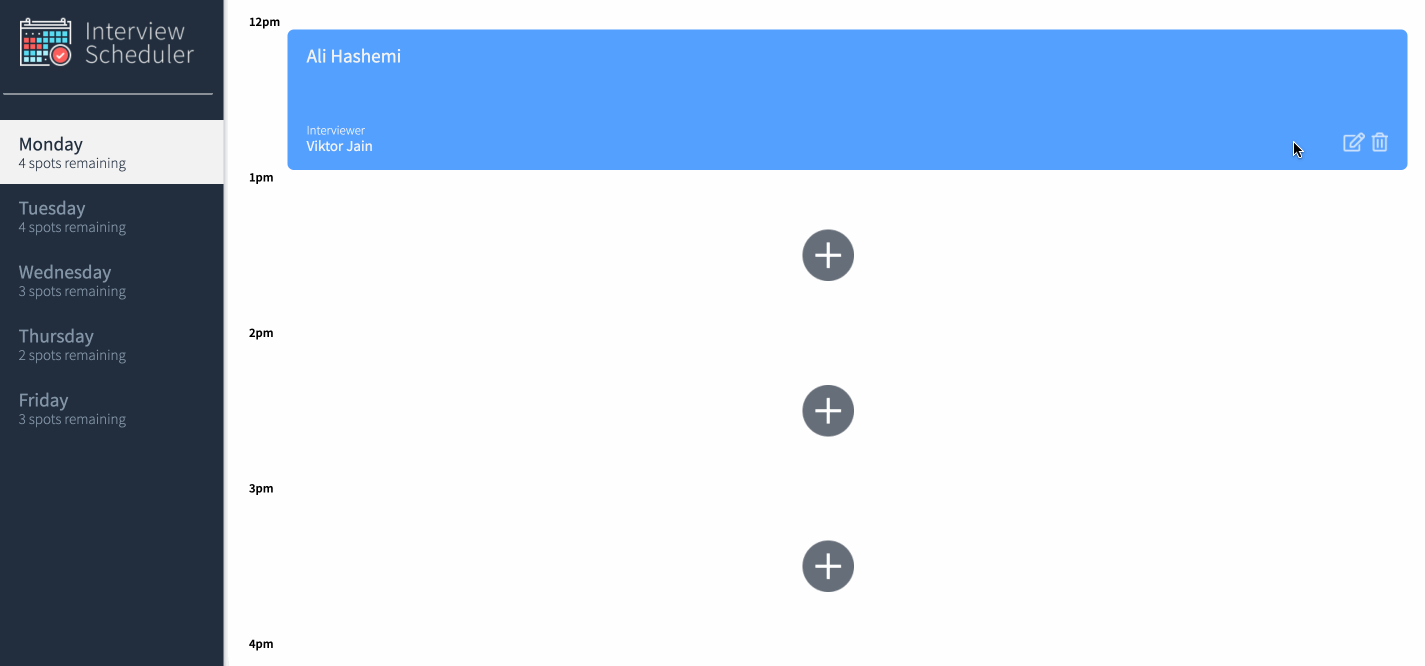 Interview
Scheduler
Monday
4 spots remaining
Tuesday
4 spots remaining
Wednesday
3 spots remaining
Thursday
2 spots remaining
Friday
3 spots remaining
12pm
Ali Hashemi
Interviewer
Viktor Jain
1pm
2pm
3pm
4pm